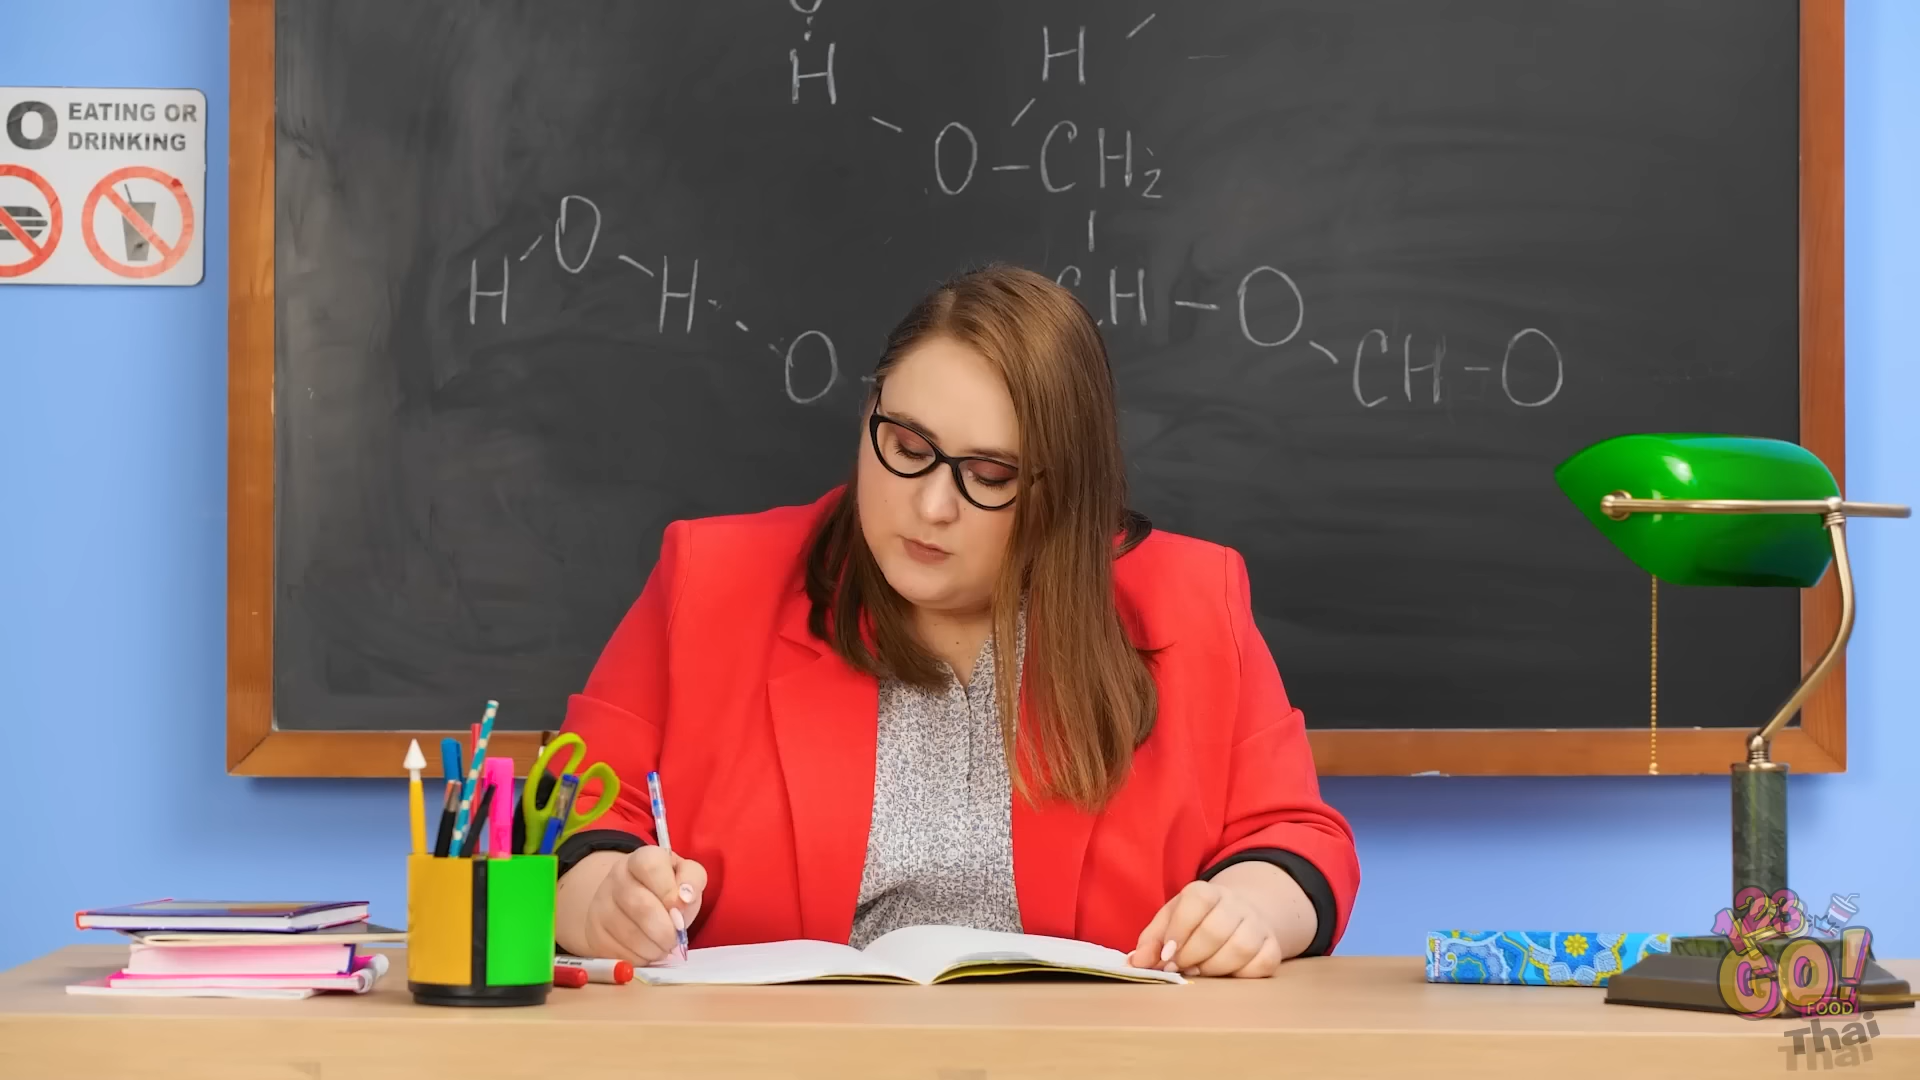 O EATING OR
DRINKING
H
H
O - CH2
H O H
CH - O
O
CH - O
123
GO!
FOOD
Thai